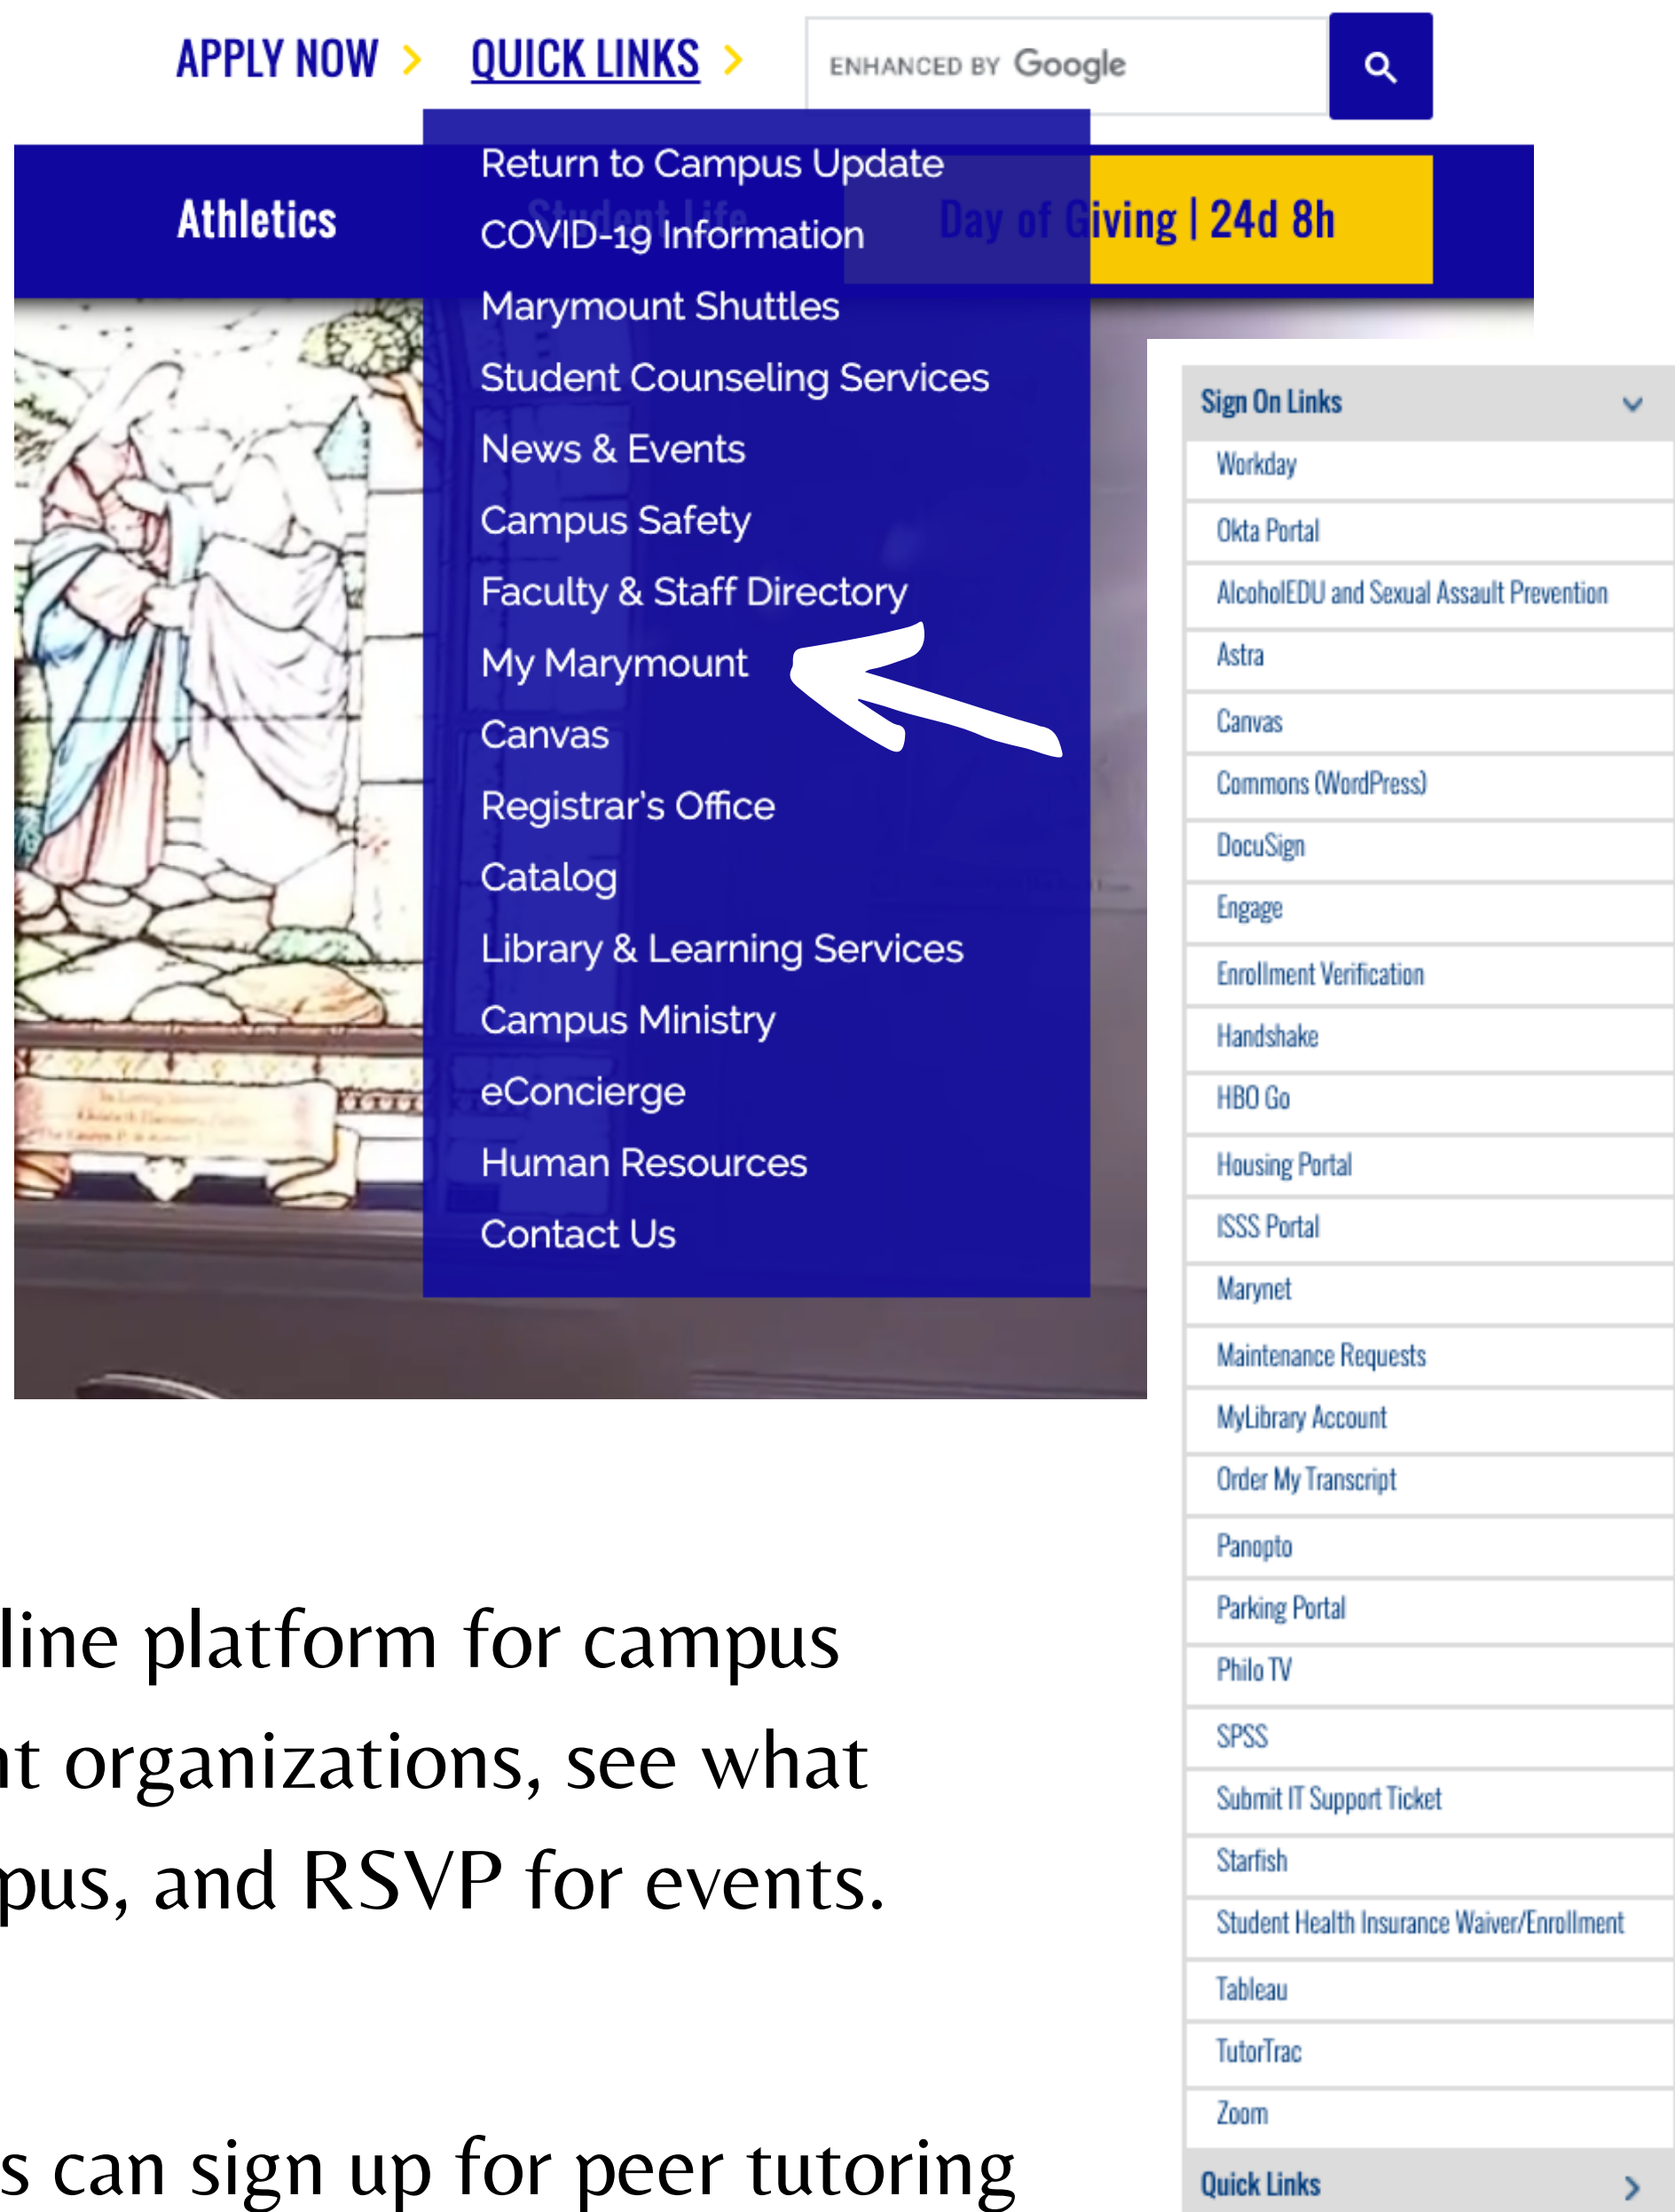 APPLY NOW > QUICK LINKS >
ENHANCED BY Google
Athletics
Student Life
Day of Giving | 24d 8h
Return to Campus Update
COVID-19 Information
Marymount Shuttles
Student Counseling Services
News & Events
Campus Safety
Faculty & Staff Directory
My Marymount
Canvas
Registrar's Office
Catalog
Library & Learning Services
Campus Ministry
eConcierge
Human Resources
Contact Us
Sign On Links
Workday
Okta Portal
AlcoholEDU and Sexual Assault Prevention
Astra
Canvas
Commons (WordPress)
DocuSign
Engage
Enrollment Verification
Handshake
HBO Go
Housing Portal
ISSS Portal
Marynet
Maintenance Requests
MyLibrary Account
Order My Transcript
Panopto
Parking Portal
Philo TV
SPSS
Submit IT Support Ticket
Starfish
Student Health Insurance Waiver/Enrollment
Tableau
TutorTrac
Zoom
Quick Links >
line platform for campus
nt organizations, see what
pus, and RSVP for events.
s can sign up for peer tutoring